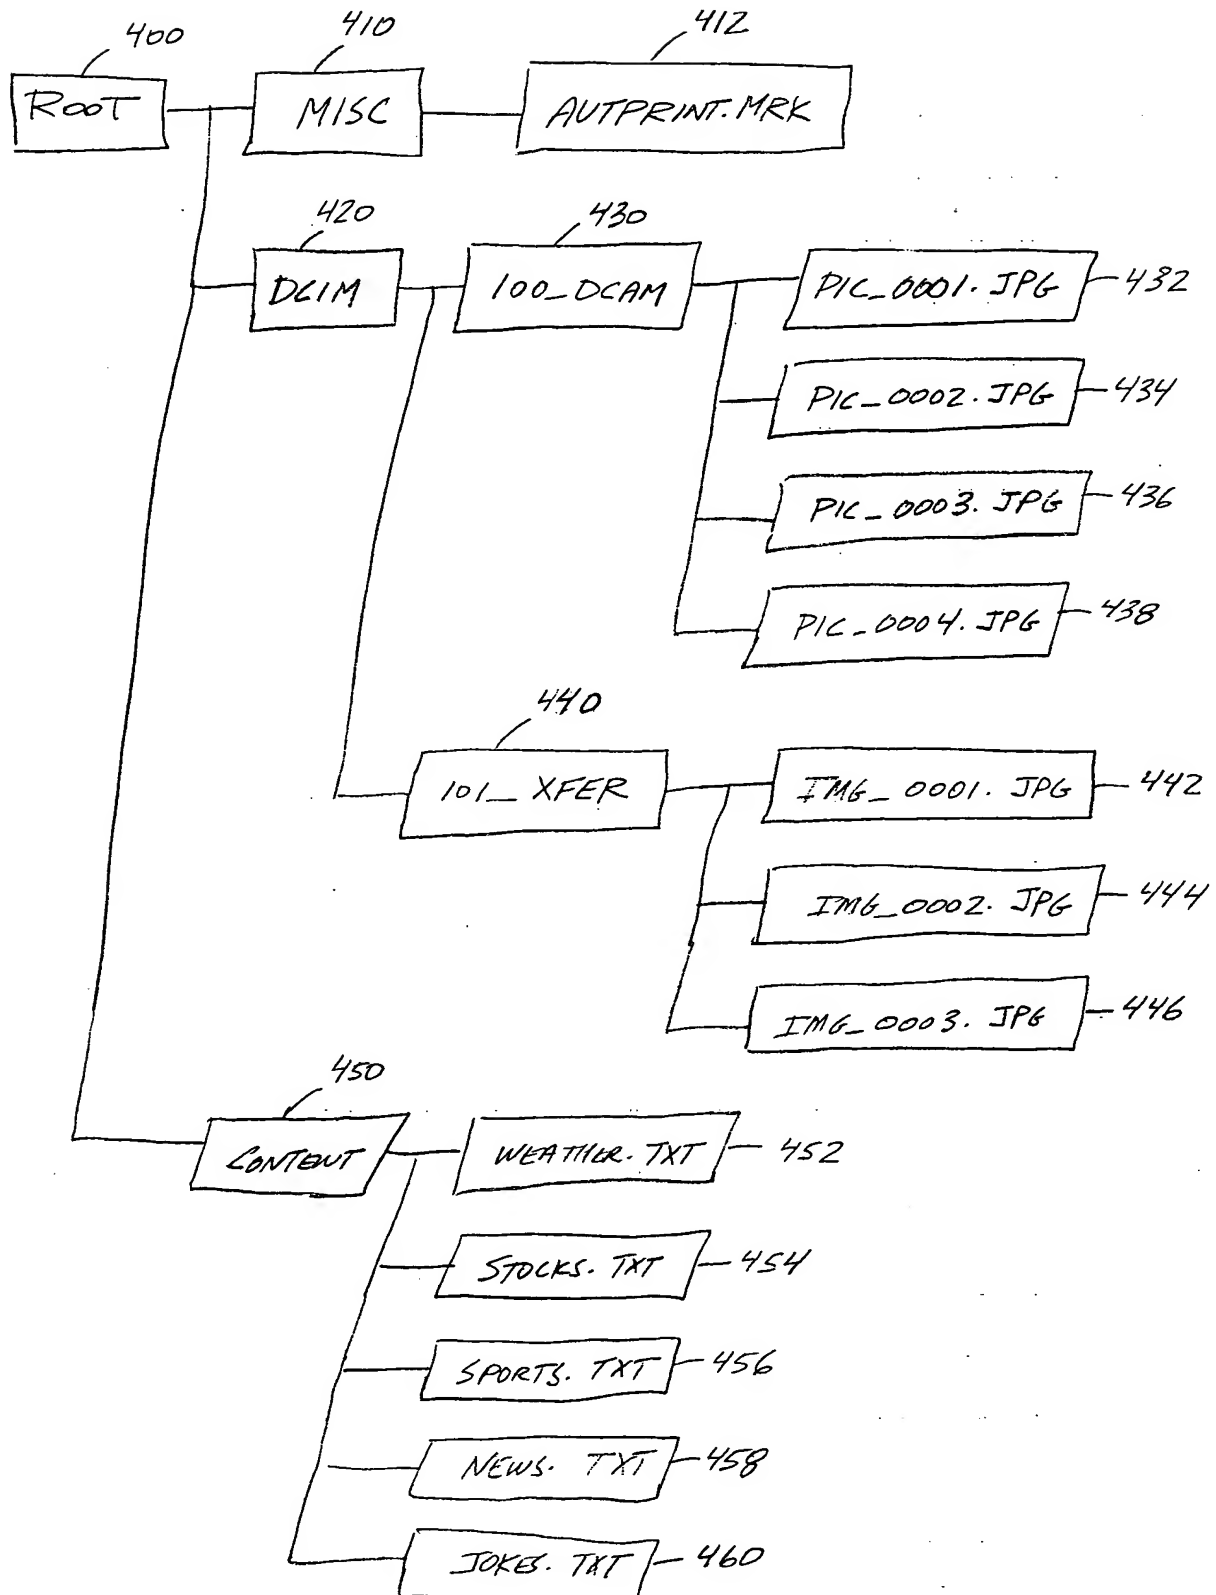 400 410 412
ROOT MISC AUTPRINT.MRK
420 430
DCIM 100_DCAM PIC_0001.JPG 432
PIC_0002.JPG 434
PIC_0003.JPG 436
PIC_0004.JPG 438
440
101_XFER IMG_0001.JPG 442
IMG_0002.JPG 444
IMG_0003.JPG 446
450
CONTENT WEATHER.TXT 452
STOCKS.TXT 454
SPORTS.TXT 456
NEWS.TXT 458
JOKES.TXT 460